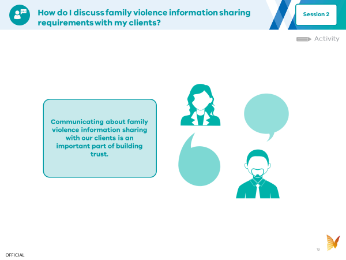 How do I discuss family violence information sharing
requirements with my clients?
Session 2
Activity
Communicating about family
violence information sharing
with our clients is an
important part of building
trust.
OFFICIAL